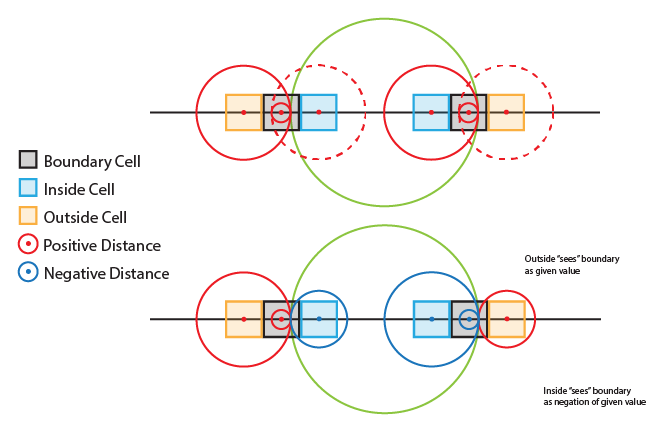 Boundary Cell
Inside Cell
Outside Cell
Positive Distance
Negative Distance
Outside "sees" boundary
as given value
Inside "sees" boundary
as negation of given value